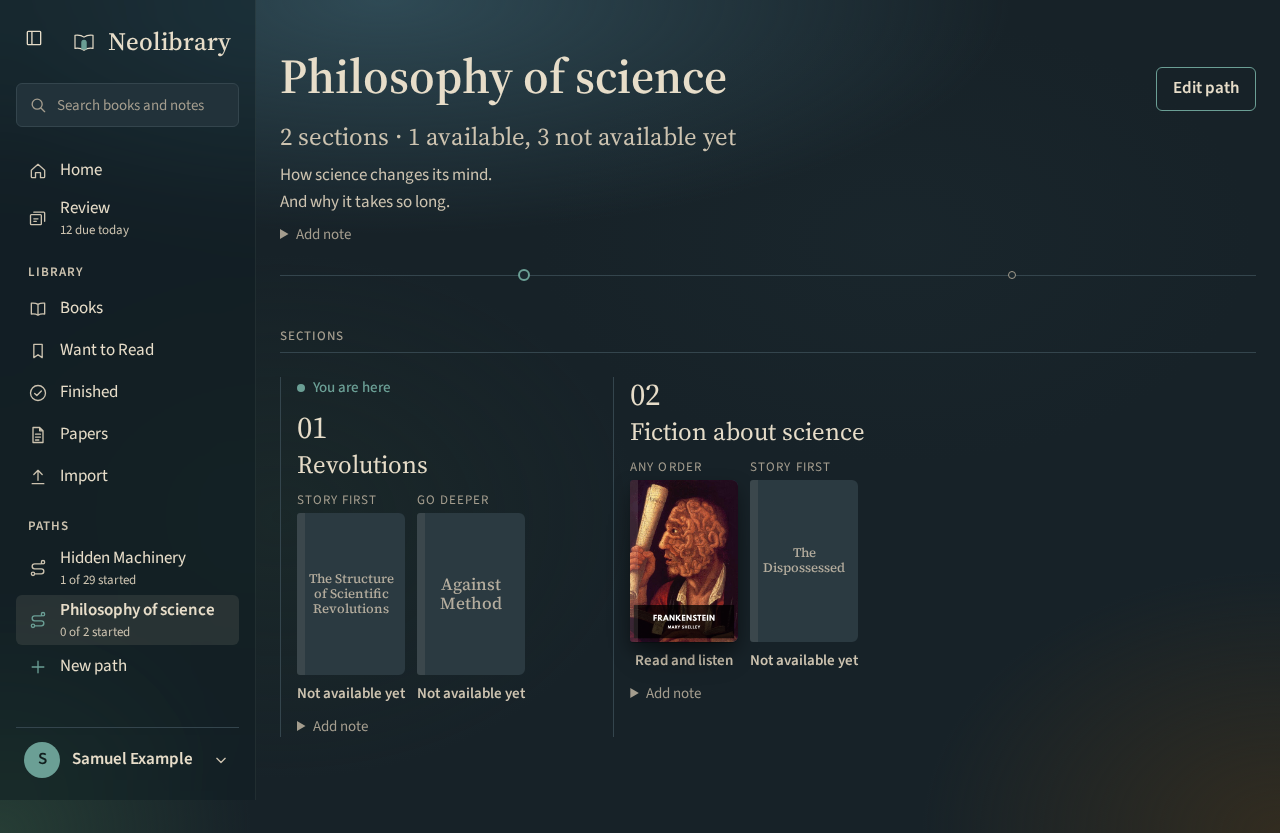 Neolibrary
Search books and notes
Home
Review
12 due today
LIBRARY
Books
Want to Read
Finished
Papers
Import
PATHS
Hidden Machinery
1 of 29 started
Philosophy of science
0 of 2 started
New path
S
Samuel Example
Philosophy of science
Edit path
2 sections · 1 available, 3 not available yet
How science changes its mind.
And why it takes so long.
Add note
SECTIONS
You are here
01
Revolutions
STORY FIRST
The Structure
of Scientific
Revolutions
Not available yet
GO DEEPER
Against
Method
Not available yet
Add note
02
Fiction about science
ANY ORDER
FRANKENSTEIN
MARY SHELLEY
Read and listen
STORY FIRST
The
Dispossessed
Not available yet
Add note